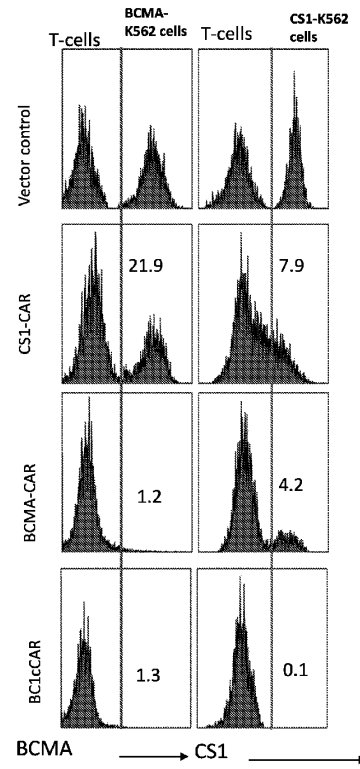 T-cells
BCMA-
K562 cells
T-cells
CS1-K562
cells
Vector control
CS1-CAR
21.9
7.9
BCMA-CAR
1.2
4.2
BC1cCAR
1.3
0.1
BCMA
CS1